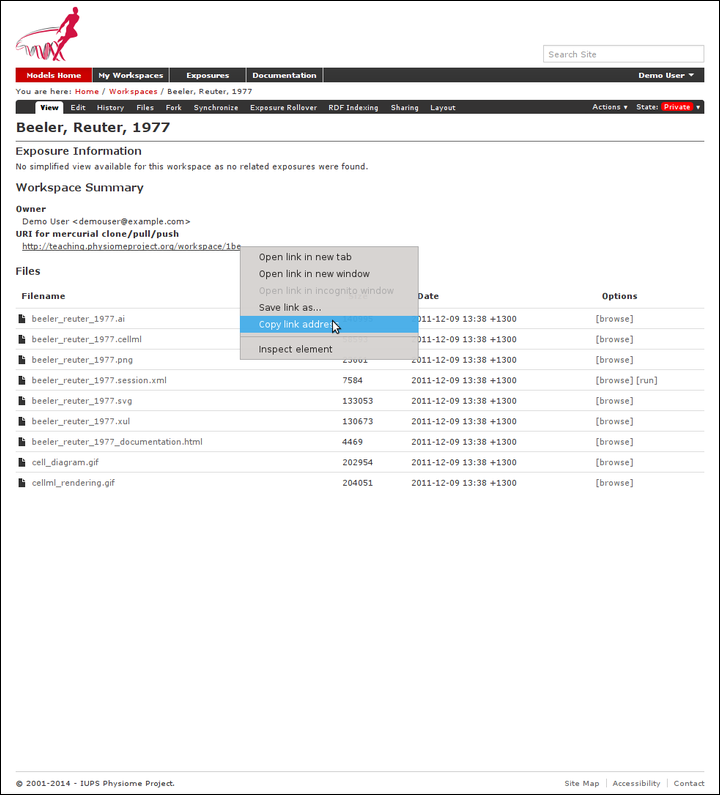 Search Site
Models Home My Workspaces Exposures Documentation Demo User ▼
You are here: Home / Workspaces / Beeler, Reuter, 1977
View Edit History Files Fork Synchronize Exposure Rollover RDF Indexing Sharing Layout Actions ▾ State: Private ▾
Beeler, Reuter, 1977
Exposure Information
No simplified view available for this workspace as no related exposures were found.
Workspace Summary
Owner
Demo User <demouser@example.com>
URI for mercurial clone/pull/push
http://teaching.physiomeproject.org/workspace/1be
Open link in new tab
Open link in new window
Open link in incognito window
Save link as...
Copy link addre
Inspect element
Files
Filename Date Options
beeler_reuter_1977.ai 2011-12-09 13:38 +1300 [browse]
beeler_reuter_1977.cellml 2011-12-09 13:38 +1300 [browse]
beeler_reuter_1977.png 2011-12-09 13:38 +1300 [browse]
beeler_reuter_1977.session.xml 7584 2011-12-09 13:38 +1300 [browse] [run]
beeler_reuter_1977.svg 133053 2011-12-09 13:38 +1300 [browse]
beeler_reuter_1977.xul 130673 2011-12-09 13:38 +1300 [browse]
beeler_reuter_1977_documentation.html 4469 2011-12-09 13:38 +1300 [browse]
cell_diagram.gif 202954 2011-12-09 13:38 +1300 [browse]
cellml_rendering.gif 204051 2011-12-09 13:38 +1300 [browse]
© 2001-2014 - IUPS Physiome Project.
Site Map Accessibility Contact